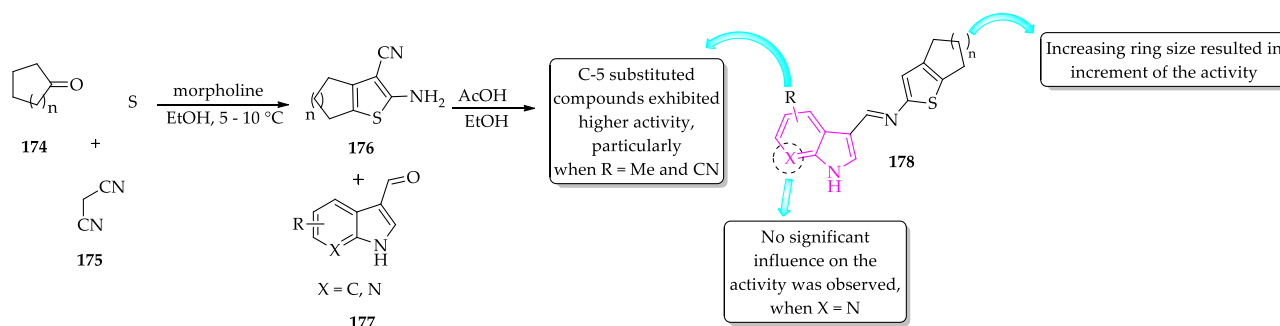 O
n
174
+
S
CN
CN
175
morpholine
EtOH, 5 - 10 °C
CN
NH2
S
n
176
+
O
R
X
N
H
X = C, N
177
AcOH
EtOH
C-5 substituted
compounds exhibited
higher activity,
particularly
when R = Me and CN
R
X
N
H
N
S
n
178
No significant
influence on the
activity was observed,
when X = N
Increasing ring size resulted in
increment of the activity